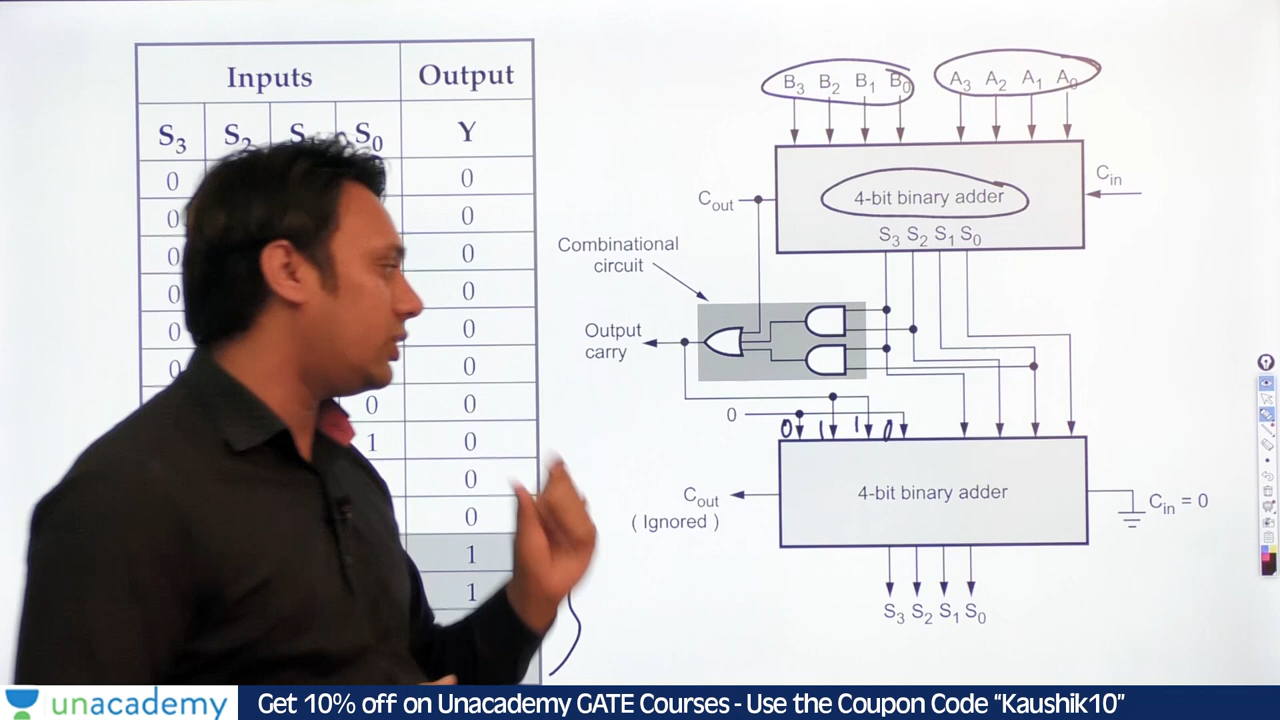 Inputs Output
S3 S2 S0 Y
0 0
0 0
0 0
0 0
0 0
0 0
0 0
1 0
0
0
1
1
B3 B2 B1 B0 A3 A2 A1 A0
Cin
4-bit binary adder
Cout
S3 S2 S1 S0
Combinational
circuit
Output
carry
0
0 1 1 0
Cout
( Ignored )
4-bit binary adder
Cin = 0
S3 S2 S1 S0
unacademy
Get 10% off on Unacademy GATE Courses - Use the Coupon Code “Kaushik10”